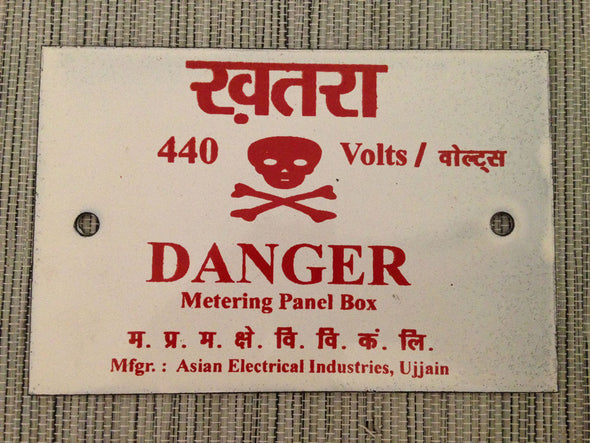 ख़तरा
440 Volts / वोल्ट्स
DANGER
Metering Panel Box
म. प्र. म. क्षे. वि. वि. कं. लि.
Mfgr. : Asian Electrical Industries, Ujjain